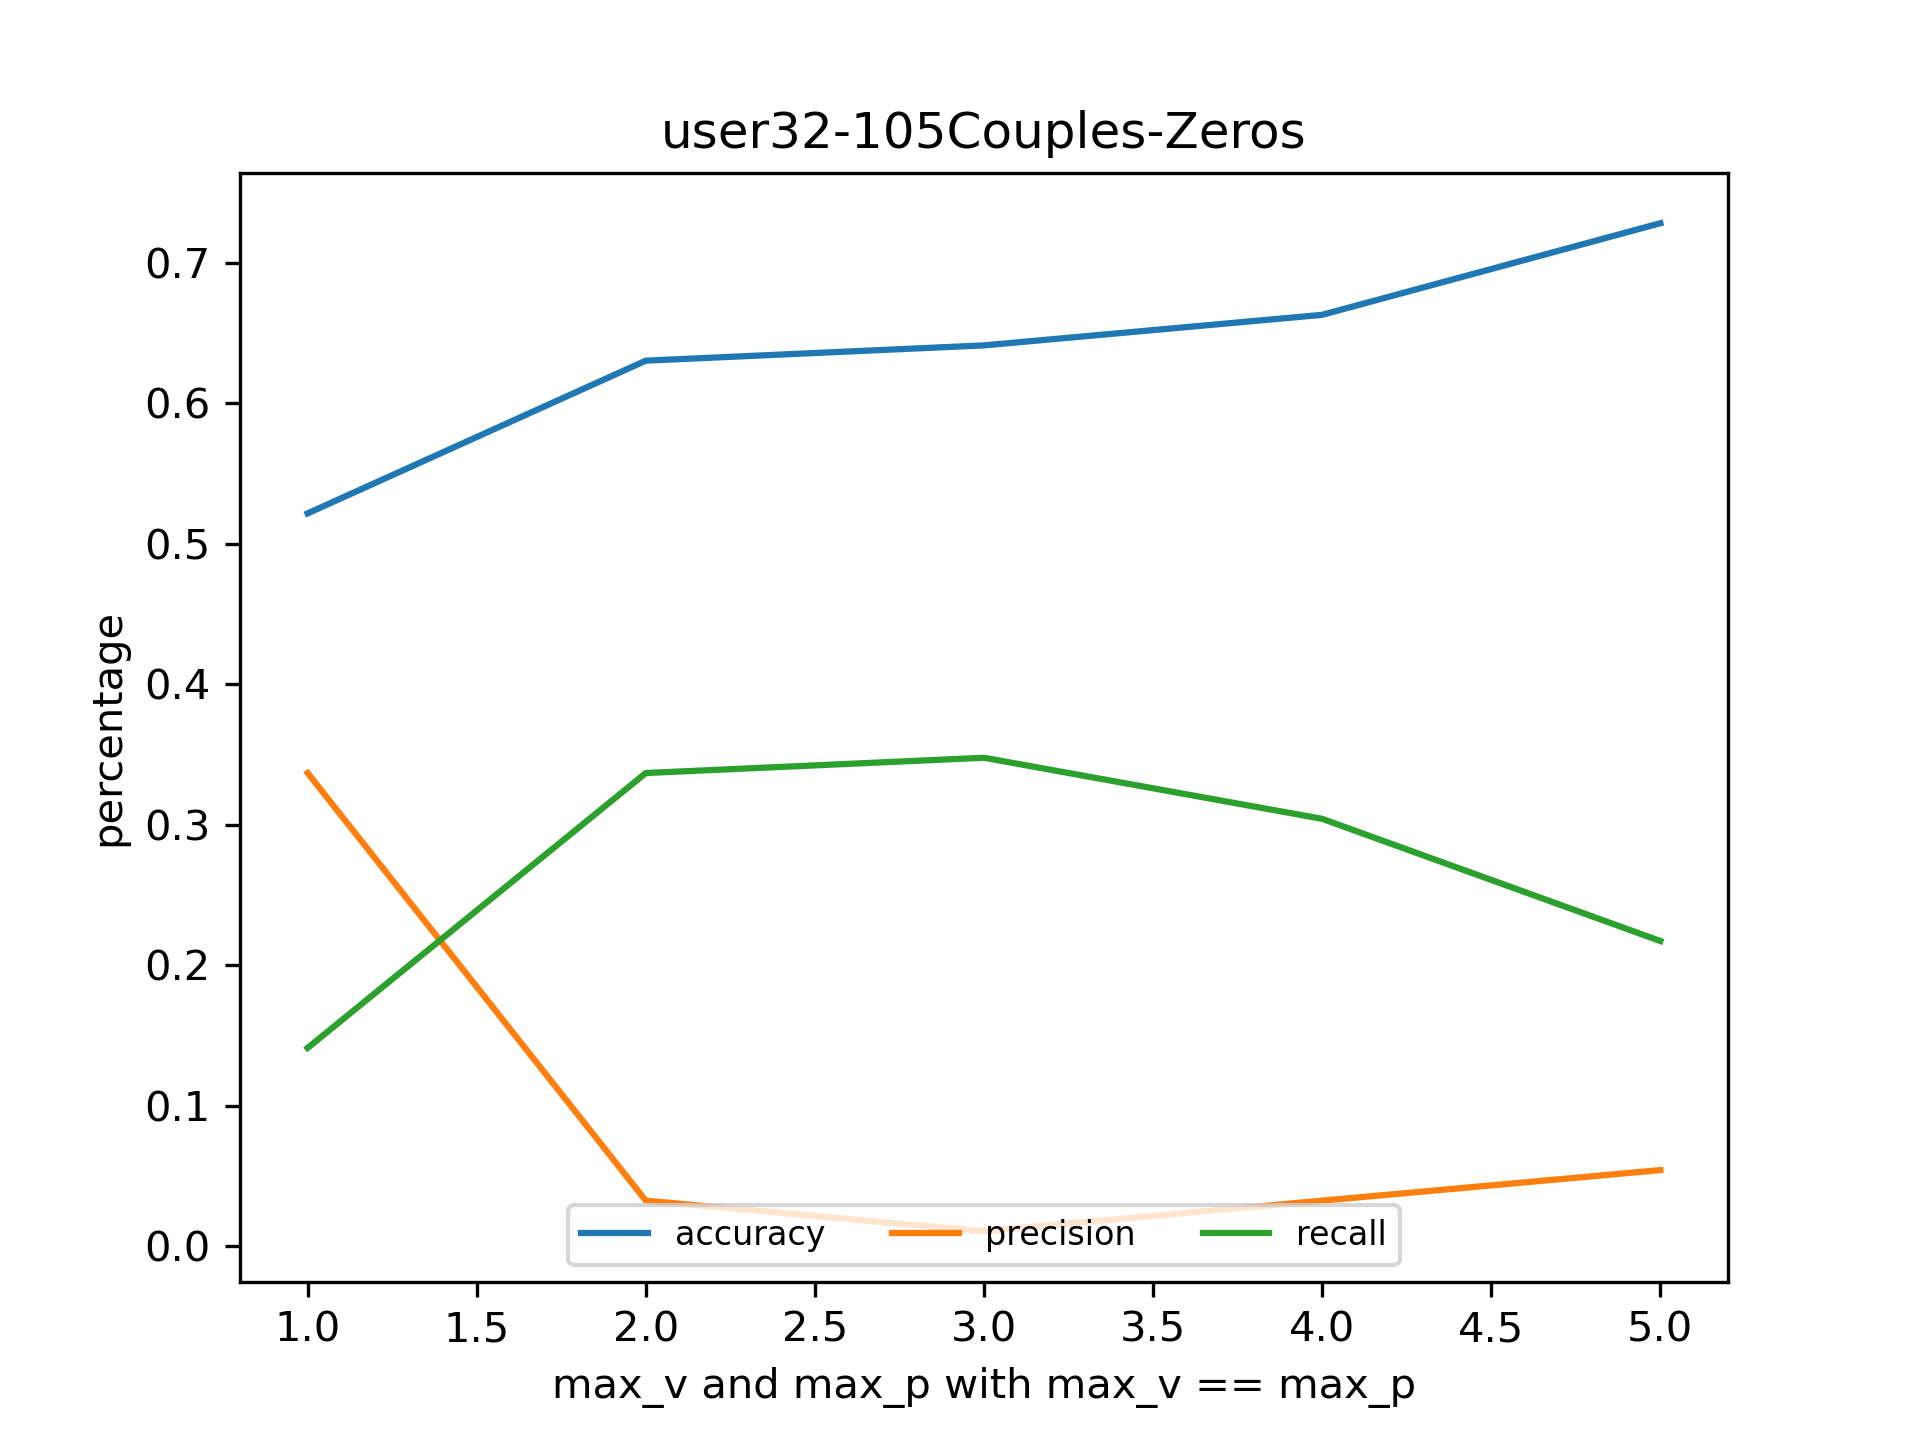 user32-105Couples-Zeros
percentage
0.7
0.6
0.5
0.4
0.3
0.2
0.1
0.0
accuracy precision recall
1.0 1.5 2.0 2.5 3.0 3.5 4.0 4.5 5.0
max_v and max_p with max_v == max_p